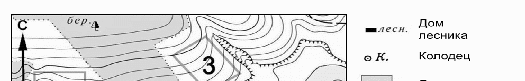 С
бер.
3
лесн. Дом
лесника
К. Колодец